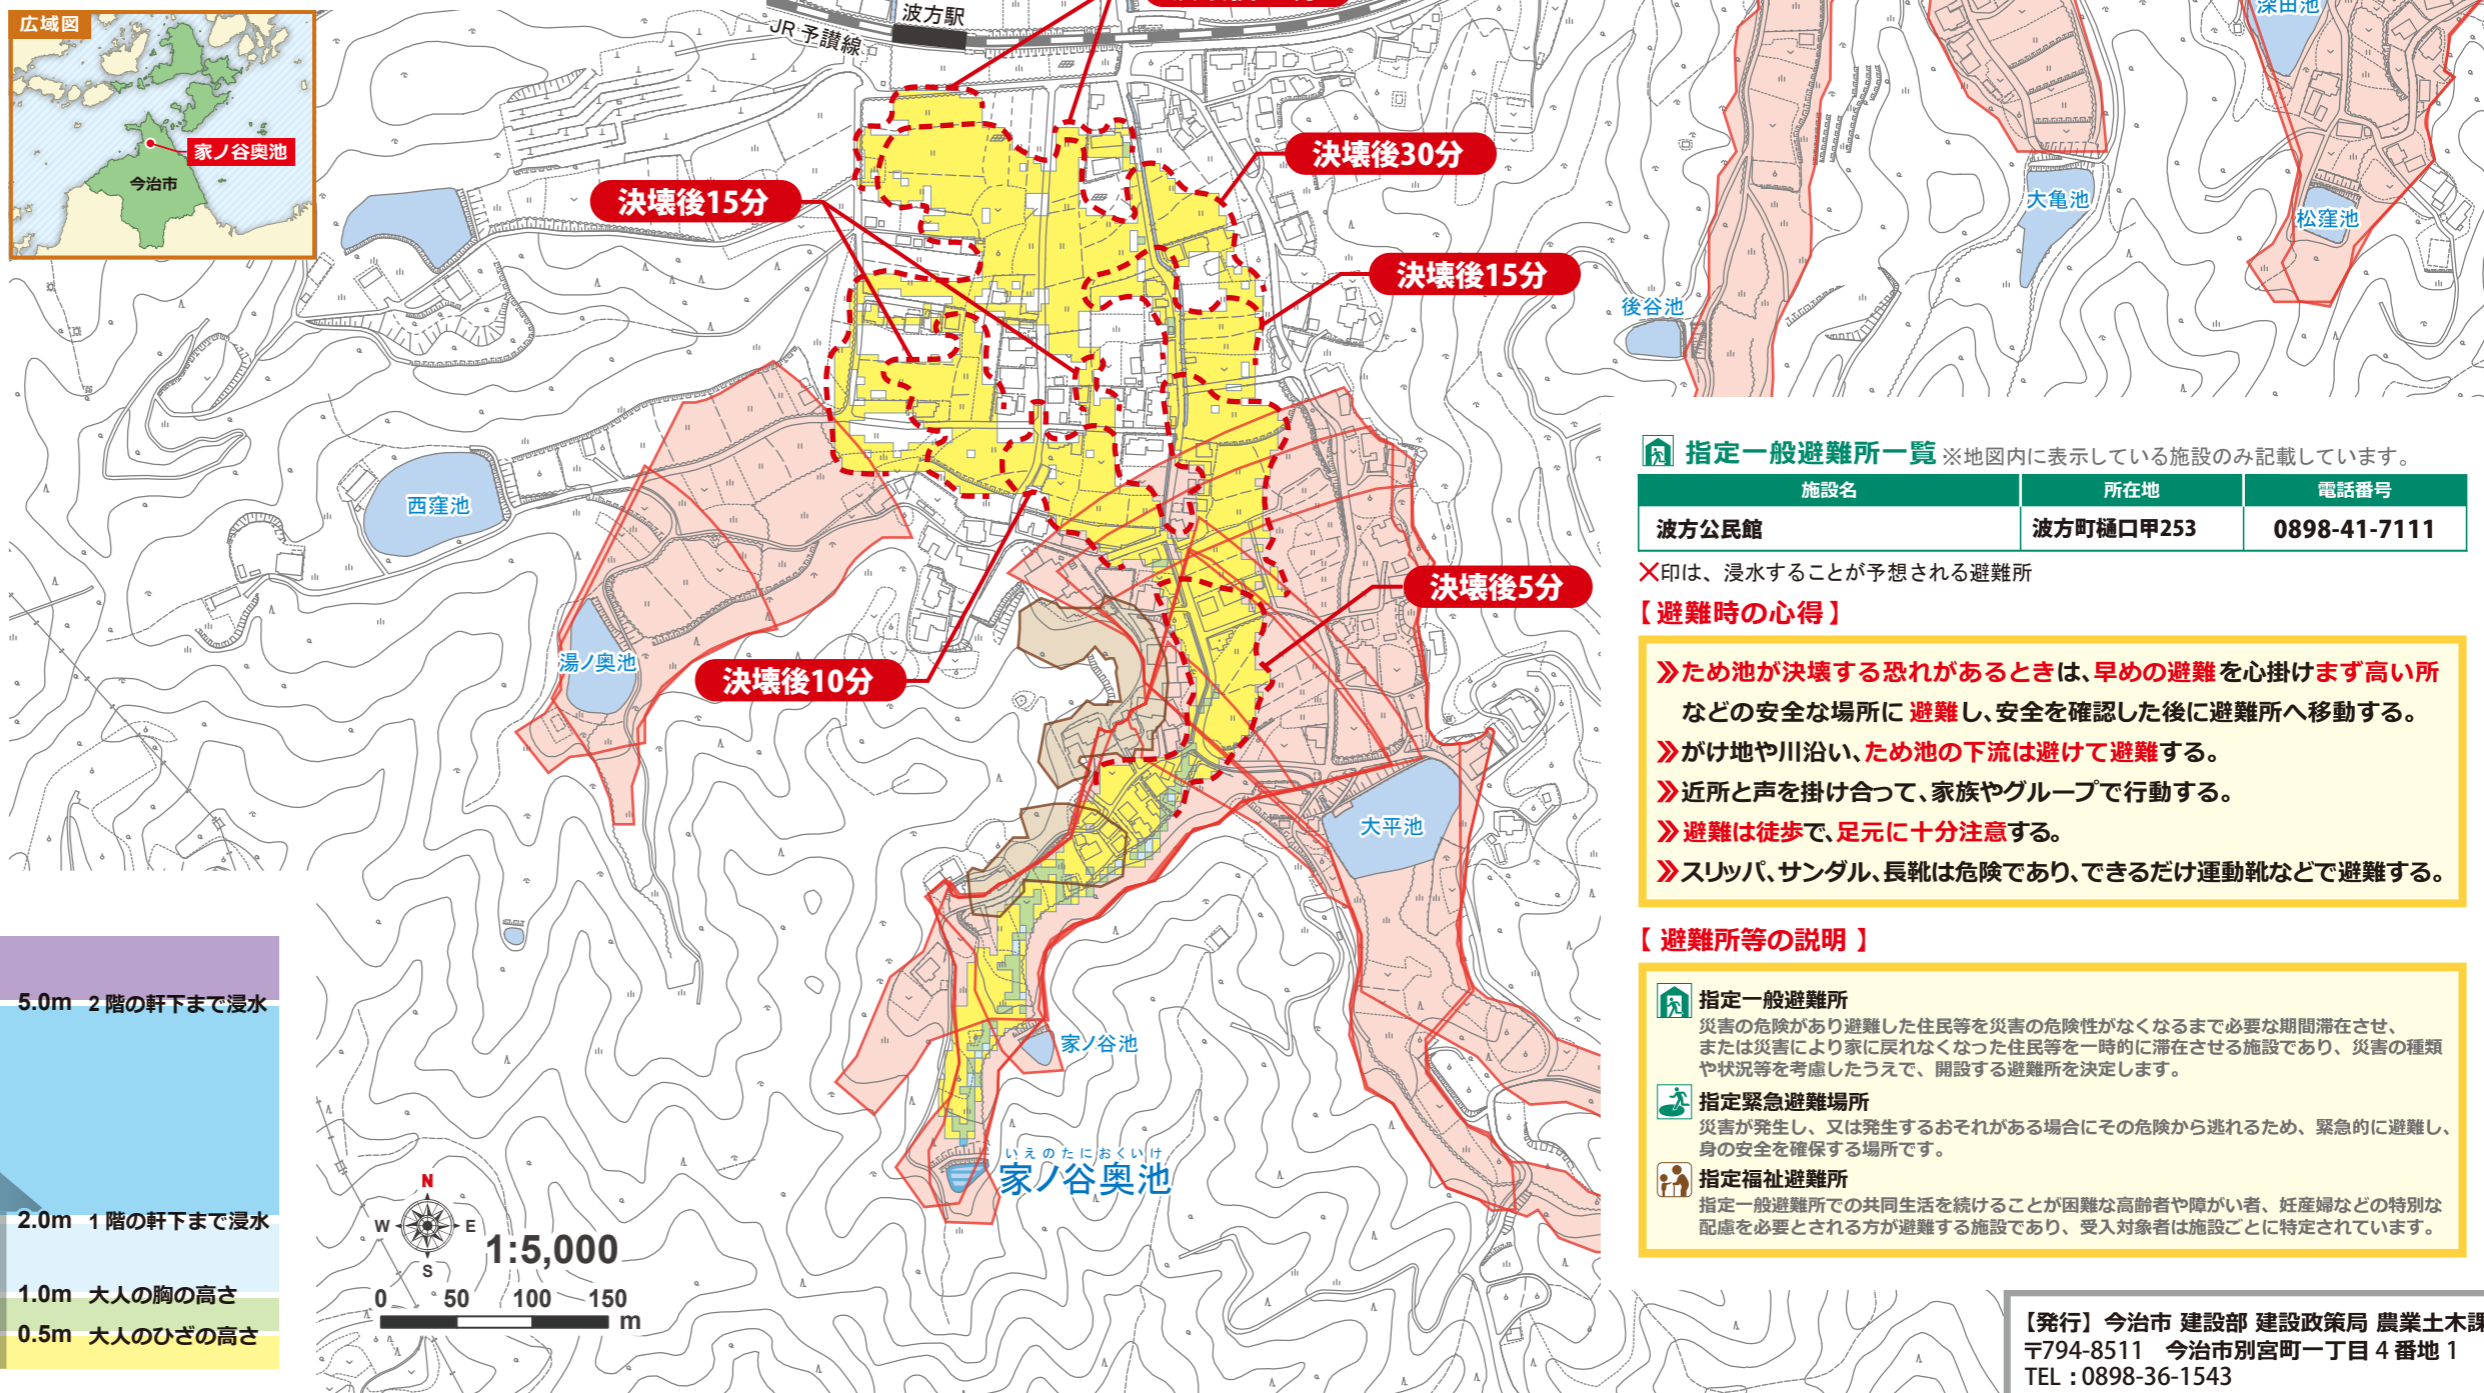 広域図
家ノ谷奥池
今治市
波方駅
JR 予讃線
深田池
決壊後30分
決壊後15分
決壊後15分
大亀池
松窪池
後谷池
西窪池
湯ノ奥池
決壊後5分
決壊後10分
大平池
家ノ谷池
いえのたにおくいけ
家ノ谷奥池
指定一般避難所一覧 ※地図内に表示している施設のみ記載しています。
施設名 所在地 電話番号
波方公民館 波方町樋口甲253 0898-41-7111
×印は、浸水することが予想される避難所
【 避難時の心得 】
≫ため池が決壊する恐れがあるときは、早めの避難を心掛けまず高い所
などの安全な場所に 避難し、安全を確認した後に避難所へ移動する。
≫がけ地や川沿い、ため池の下流は避けて避難する。
≫近所と声を掛け合って、家族やグループで行動する。
≫避難は徒歩で、足元に十分注意する。
≫スリッパ、サンダル、長靴は危険であり、できるだけ運動靴などで避難する。
【 避難所等の説明 】
指定一般避難所
災害の危険があり避難した住民等を災害の危険性がなくなるまで必要な期間滞在させ、
または災害により家に戻れなくなった住民等を一時的に滞在させる施設であり、災害の種類
や状況等を考慮したうえで、開設する避難所を決定します。
指定緊急避難場所
災害が発生し、又は発生するおそれがある場合にその危険から逃れるため、緊急的に避難し、
身の安全を確保する場所です。
指定福祉避難所
指定一般避難所での共同生活を続けることが困難な高齢者や障がい者、妊産婦などの特別な
配慮を必要とされる方が避難する施設であり、受入対象者は施設ごとに特定されています。
5.0m 2 階の軒下まで浸水
2.0m 1 階の軒下まで浸水
1.0m 大人の胸の高さ
0.5m 大人のひざの高さ
N
W E
S
1:5,000
0 50 100 150
m
【発行】今治市 建設部 建設政策局 農業土木課
〒794-8511 今治市別宮町一丁目 4 番地 1
TEL : 0898-36-1543